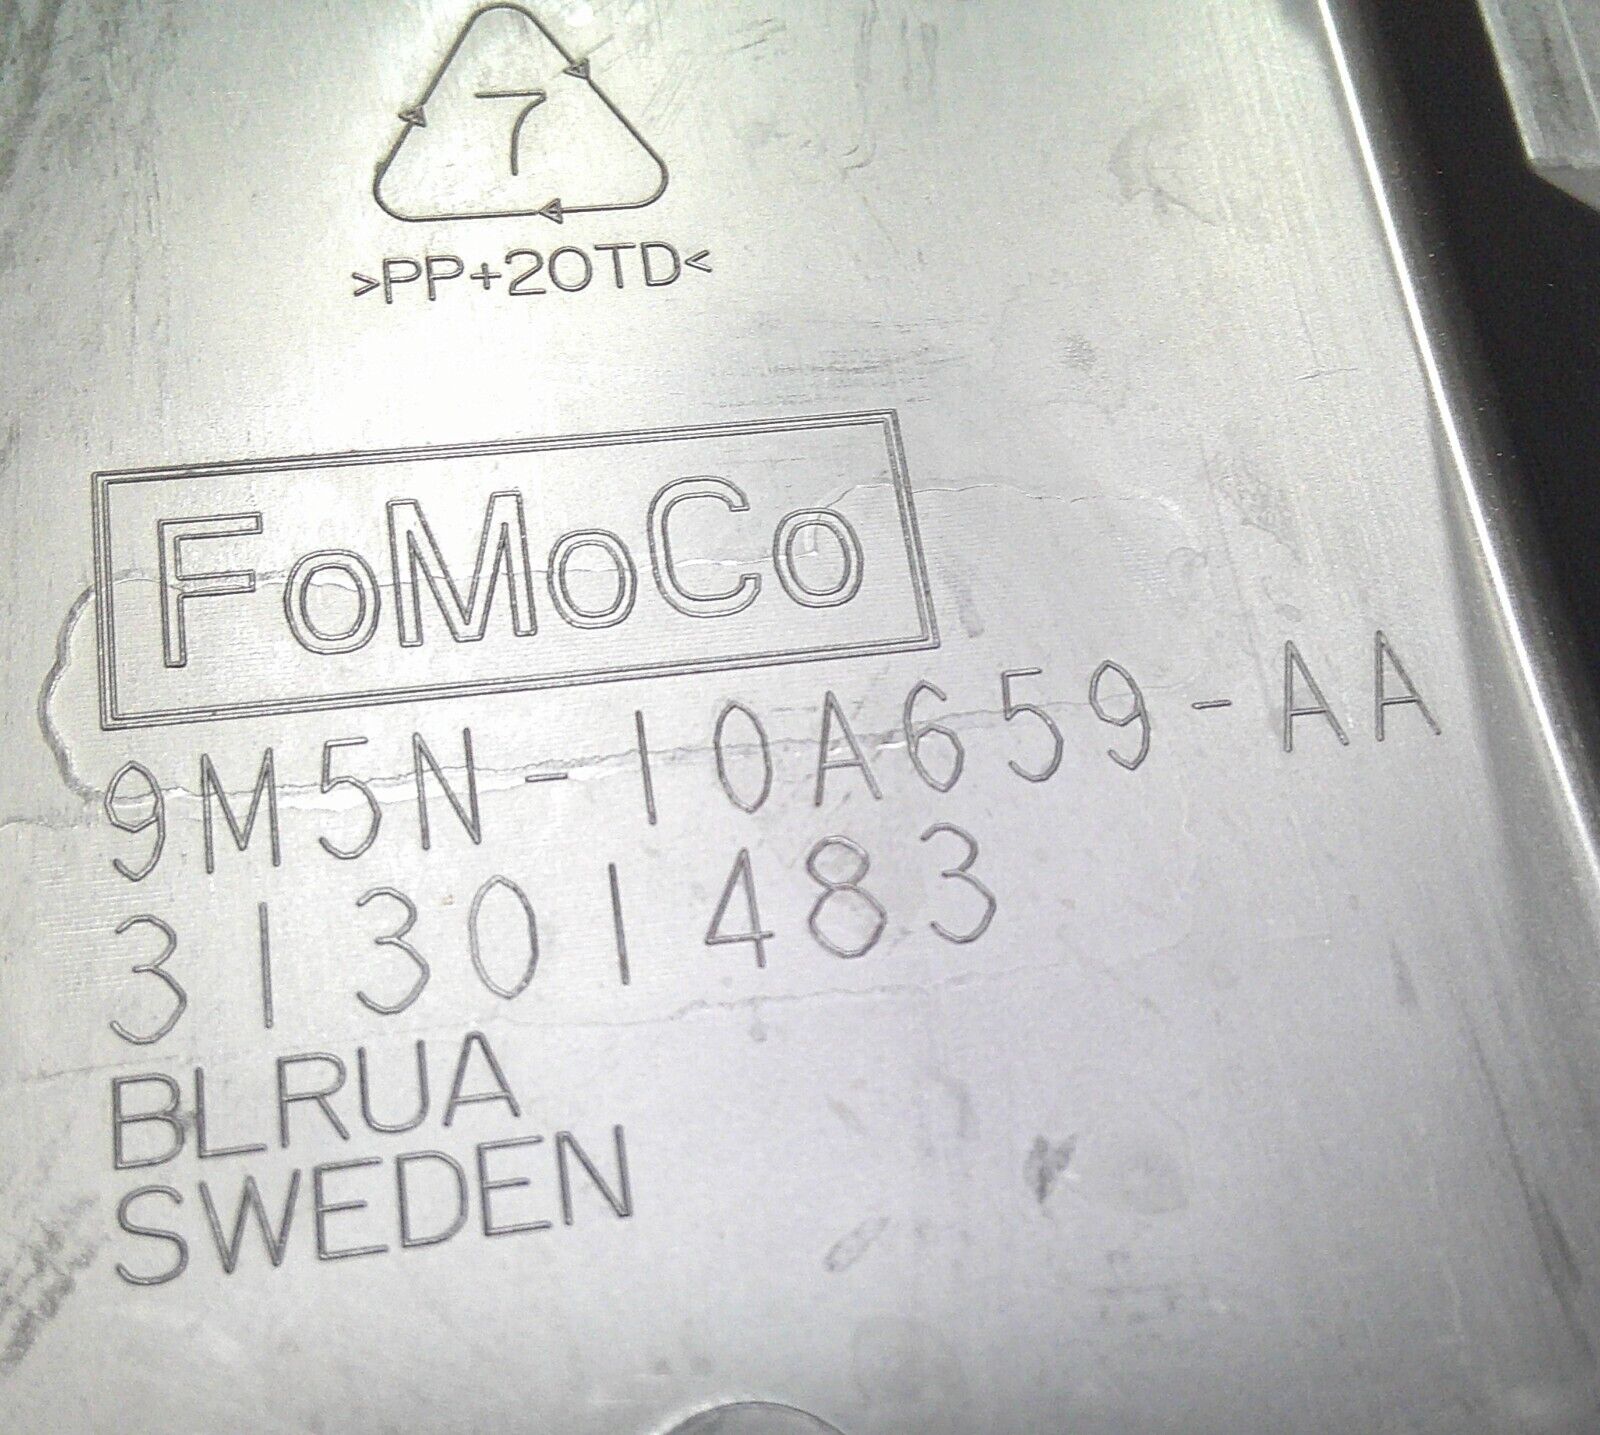 7
>PP+20TD<
FoMoCo
9M5N-10A659-AA
31301483
BLRUA
SWEDEN